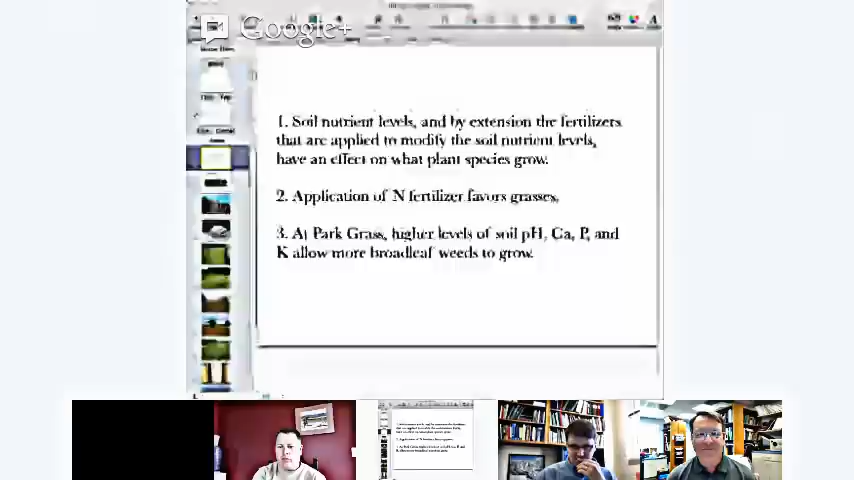 Google+
1. Soil nutrient levels, and by extension the fertilizers
that are applied to modify the soil nutrient levels,
have an effect on what plant species grow.
2. Application of N fertilizer favors grasses.
3. At Park Grass, higher levels of soil pH, Ca, P, and
K allow more broadleaf weeds to grow.